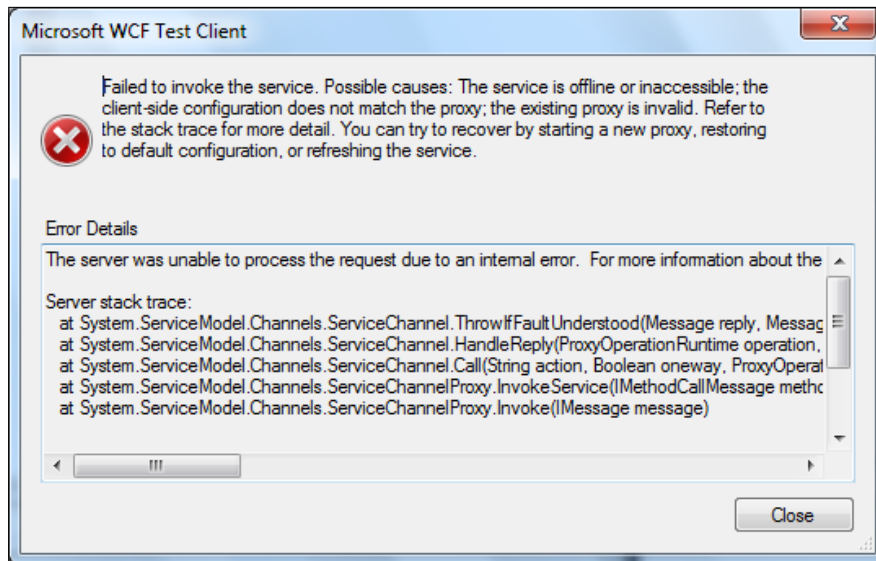 Microsoft WCF Test Client
Failed to invoke the service. Possible causes: The service is offline or inaccessible; the
client-side configuration does not match the proxy; the existing proxy is invalid. Refer to
the stack trace for more detail. You can try to recover by starting a new proxy, restoring
to default configuration, or refreshing the service.
Error Details
The server was unable to process the request due to an internal error.  For more information about the
Server stack trace:
at System.ServiceModel.Channels.ServiceChannel.ThrowIfFaultUnderstood(Message reply, Messag
at System.ServiceModel.Channels.ServiceChannel.HandleReply(ProxyOperationRuntime operation,
at System.ServiceModel.Channels.ServiceChannel.Call(String action, Boolean oneway, ProxyOperat
at System.ServiceModel.Channels.ServiceChannelProxy.InvokeService(IMethodCallMessage metho
at System.ServiceModel.Channels.ServiceChannelProxy.Invoke(IMessage message)
Close